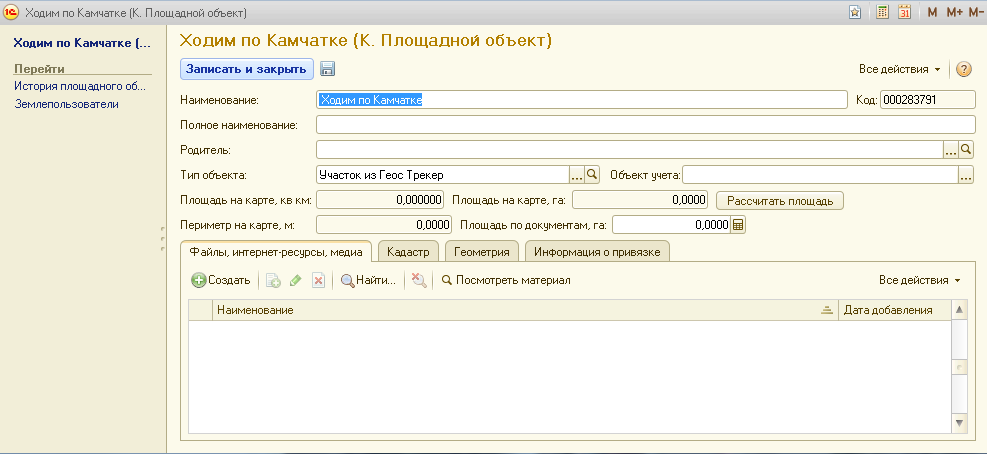 1С Ходим по Камчатке (К. Площадной объект) 31 M M+ M-
Ходим по Камчатке (...
Перейти
История площадного об...
Землепользователи
Ходим по Камчатке (К. Площадной объект)
Записать и закрыть Все действия ?
Наименование: Ходим по Камчатке Код: 000283791
Полное наименование:
Родитель: ...
Тип объекта: Участок из Геос Трекер ... Объект учета: ...
Площадь на карте, кв км: 0,000000 Площадь на карте, га: 0,0000 Рассчитать площадь
Периметр на карте, м: 0,0000 Площадь по документам, га: 0,0000
Файлы, интернет-ресурсы, медиа Кадастр Геометрия Информация о привязке
Создать Найти... Посмотреть материал Все действия
Наименование Дата добавления